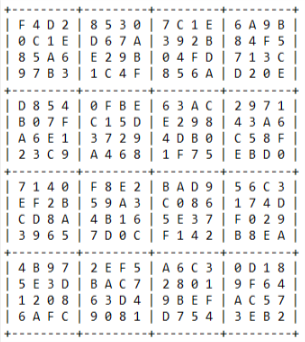 +---------+---------+---------+---------+
| F 4 D 2 | 8 5 3 0 | 7 C 1 E | 6 A 9 B |
| 0 C 1 E | D 6 7 A | 3 9 2 B | 8 4 F 5 |
| 8 5 A 6 | E 2 9 B | 0 4 F D | 7 1 3 C |
| 9 7 B 3 | 1 C 4 F | 8 5 6 A | D 2 0 E |
+---------+---------+---------+---------+
| D 8 5 4 | 0 F B E | 6 3 A C | 2 9 7 1 |
| B 0 7 F | C 1 5 D | E 2 9 8 | 4 3 A 6 |
| A 6 E 1 | 3 7 2 9 | 4 D B 0 | C 5 8 F |
| 2 3 C 9 | A 4 6 8 | 1 F 7 5 | E B D 0 |
+---------+---------+---------+---------+
| 7 1 4 0 | F 8 E 2 | B A D 9 | 5 6 C 3 |
| E F 2 B | 5 9 A 3 | C 0 8 6 | 1 7 4 D |
| C D 8 A | 4 B 1 6 | 5 E 3 7 | F 0 2 9 |
| 3 9 6 5 | 7 D 0 C | F 1 4 2 | B 8 E A |
+---------+---------+---------+---------+
| 4 B 9 7 | 2 E F 5 | A 6 C 3 | 0 D 1 8 |
| 5 E 3 D | B A C 7 | 2 8 0 1 | 9 F 6 4 |
| 1 2 0 8 | 6 3 D 4 | 9 B E F | A C 5 7 |
| 6 A F C | 9 0 8 1 | D 7 5 4 | 3 E B 2 |
+---------+---------+---------+---------+